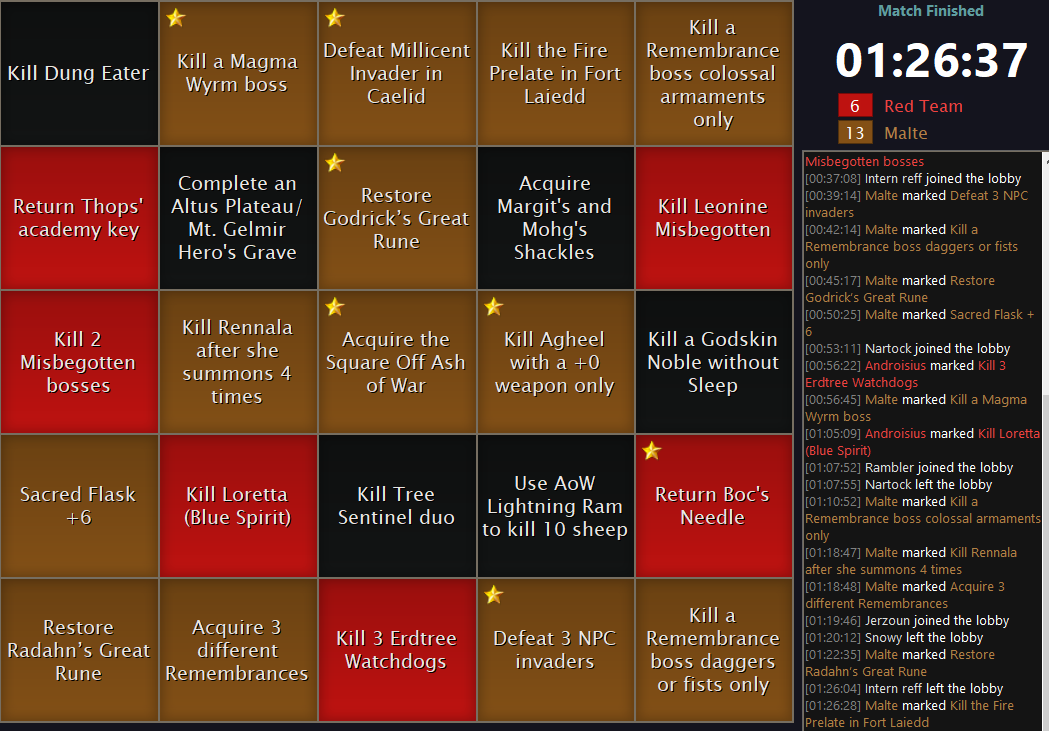 Kill Dung Eater
Kill a Magma
Wyrm boss
Defeat Millicent
Invader in
Caelid
Kill the Fire
Prelate in Fort
Laiedd
Kill a
Remembrance
boss colossal
armaments
only
Return Thops'
academy key
Complete an
Altus Plateau/
Mt. Gelmir
Hero's Grave
Restore
Godrick’s Great
Rune
Acquire
Margit's and
Mohg's
Shackles
Kill Leonine
Misbegotten
Kill 2
Misbegotten
bosses
Kill Rennala
after she
summons 4
times
Acquire the
Square Off Ash
of War
Kill Agheel
with a +0
weapon only
Kill a Godskin
Noble without
Sleep
Sacred Flask
+6
Kill Loretta
(Blue Spirit)
Kill Tree
Sentinel duo
Use AoW
Lightning Ram
to kill 10 sheep
Return Boc's
Needle
Restore
Radahn’s Great
Rune
Acquire 3
different
Remembrances
Kill 3 Erdtree
Watchdogs
Defeat 3 NPC
invaders
Kill a
Remembrance
boss daggers
or fists only
Match Finished
01:26:37
6 Red Team
13 Malte
Misbegotten bosses
[00:37:08] Intern reff joined the lobby
[00:39:14] Malte marked Defeat 3 NPC
invaders
[00:42:14] Malte marked Kill a
Remembrance boss daggers or fists
only
[00:45:17] Malte marked Restore
Godrick’s Great Rune
[00:50:25] Malte marked Sacred Flask +
6
[00:53:11] Nartock joined the lobby
[00:56:22] Androisius marked Kill 3
Erdtree Watchdogs
[00:56:45] Malte marked Kill a Magma
Wyrm boss
[01:05:09] Androisius marked Kill Loretta
(Blue Spirit)
[01:07:52] Rambler joined the lobby
[01:07:55] Nartock left the lobby
[01:10:52] Malte marked Kill a
Remembrance boss colossal armaments
only
[01:18:47] Malte marked Kill Rennala
after she summons 4 times
[01:18:48] Malte marked Acquire 3
different Remembrances
[01:19:46] Jerzoun joined the lobby
[01:20:12] Snowy left the lobby
[01:22:35] Malte marked Restore
Radahn’s Great Rune
[01:26:04] Intern reff left the lobby
[01:26:28] Malte marked Kill the Fire
Prelate in Fort Laiedd